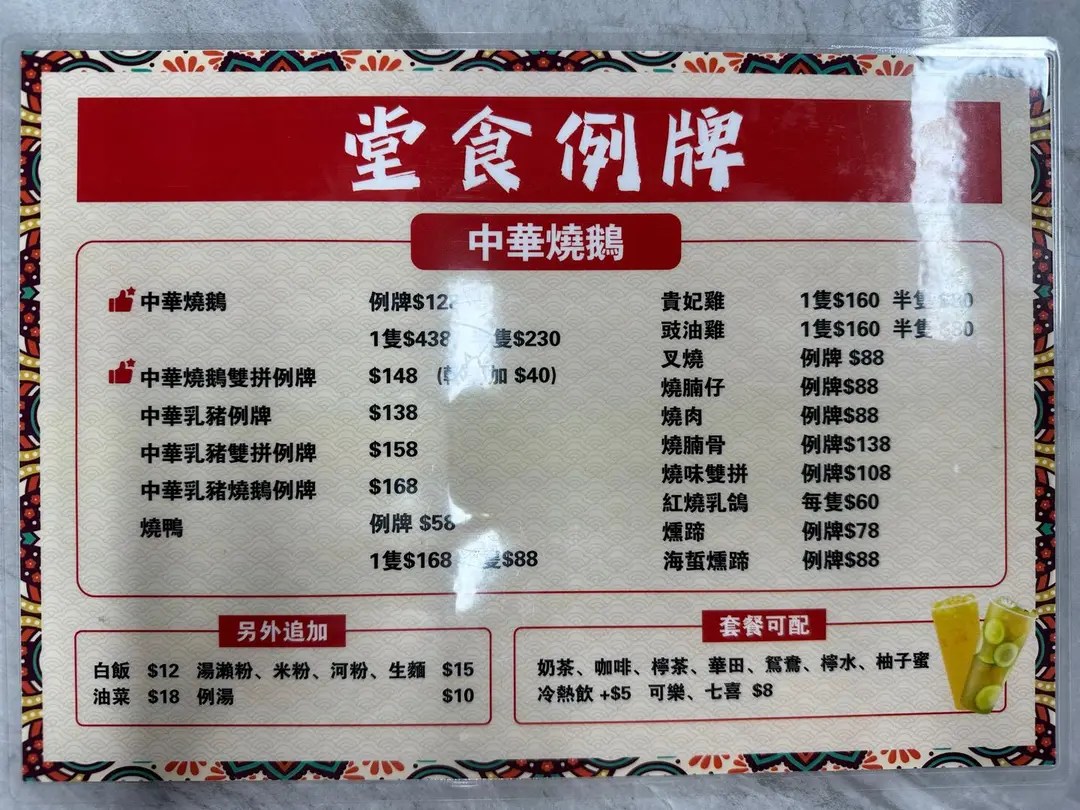 堂食例牌
中華燒鵝
中華燒鵝 例牌$128
1隻$438 隻$230
中華燒鵝雙拼例牌 $148 ( 加 $40)
中華乳豬例牌 $138
中華乳豬雙拼例牌 $158
中華乳豬燒鵝例牌 $168
燒鴨 例牌 $58
1隻$168 隻$88
貴妃雞 1隻$160 半隻
豉油雞 1隻$160 半隻 $80
叉燒 例牌 $88
燒腩仔 例牌$88
燒肉 例牌$88
燒腩骨 例牌$138
燒味雙拼 例牌$108
紅燒乳鴿 每隻$60
燻蹄 例牌$78
海蜇燻蹄 例牌$88
另外追加
白飯 $12 湯瀨粉、米粉、河粉、生麵 $15
油菜 $18 例湯 $10
套餐可配
奶茶、咖啡、檸茶、華田、鴛鴦、檸水、柚子蜜
冷熱飲 +$5 可樂、七喜 $8